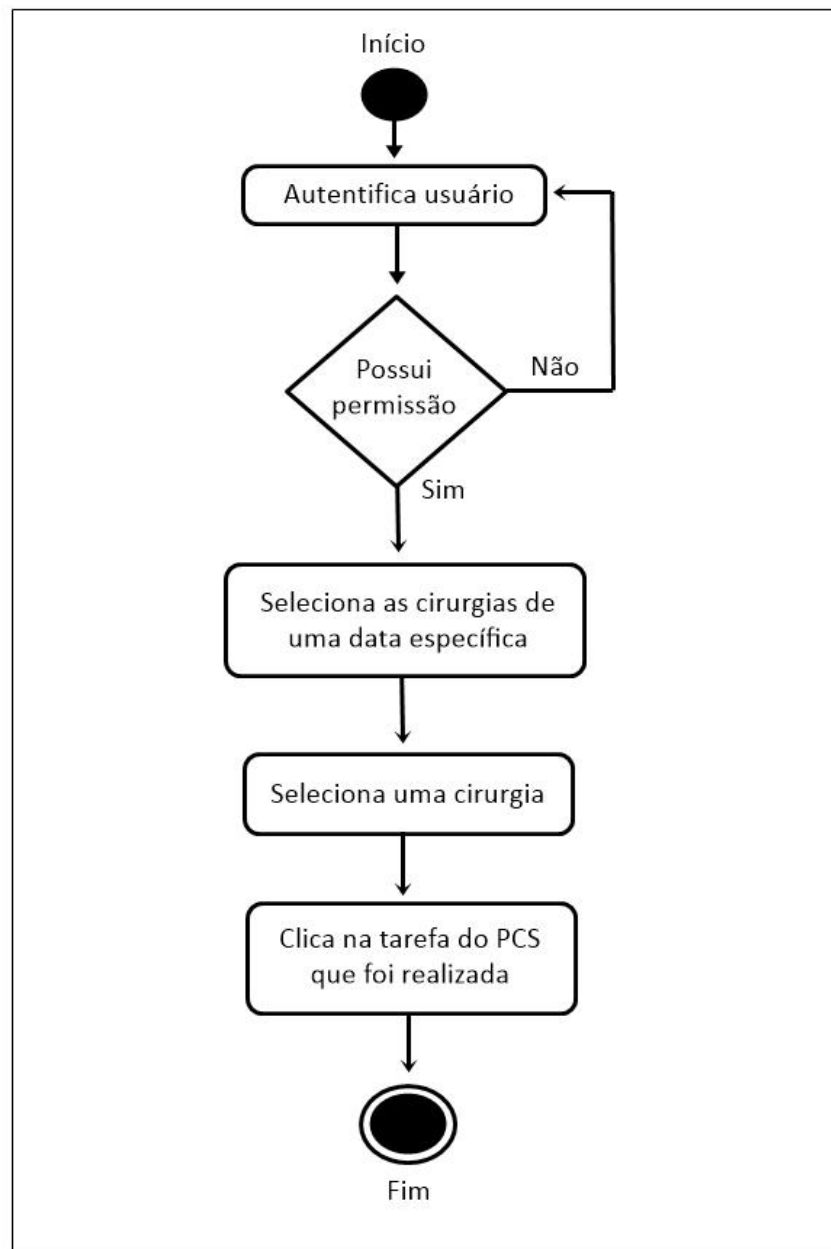 Início
Autentifica usuário
Possui
permissão
Não
Sim
Seleciona as cirurgias de
uma data específica
Seleciona uma cirurgia
Clica na tarefa do PCS
que foi realizada
Fim